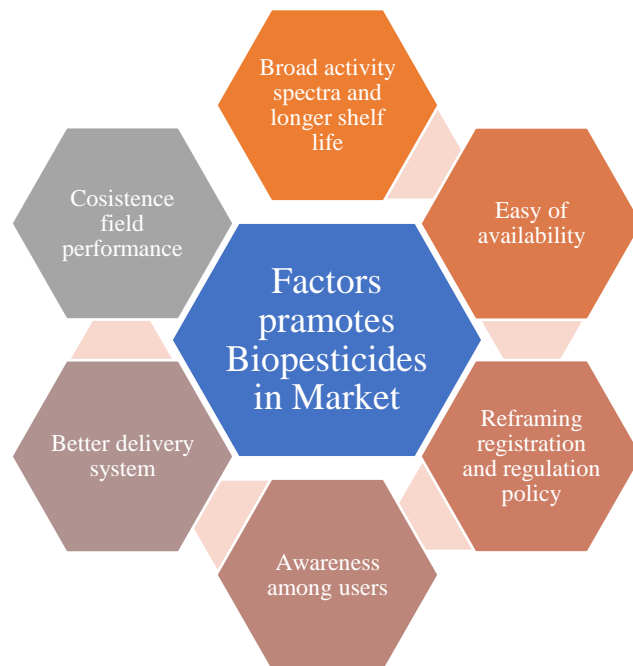 Broad activity
spectra and
longer shelf
life
Easy of
availability
Reframing
registration
and regulation
policy
Awareness
among users
Better delivery
system
Cosistence
field
performance
Factors
pramotes
Biopesticides
in Market